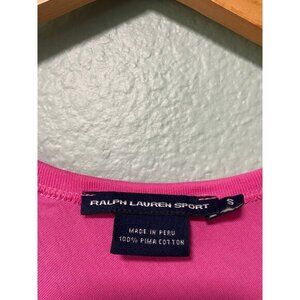 RALPH LAUREN SPORT
S
MADE IN PERU
100% PIMA COTTON